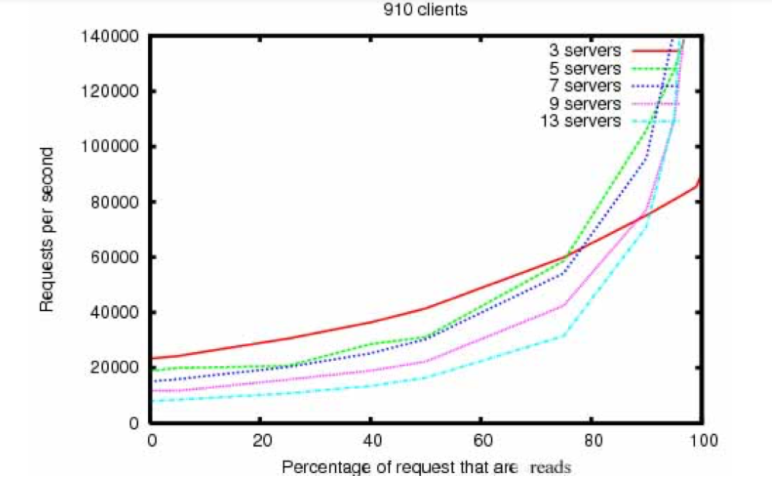 910 clients
140000
120000
100000
80000
60000
40000
20000
0
Requests per second
3 servers
5 servers
7 servers
9 servers
13 servers
0 20 40 60 80 100
Percentage of request that are reads